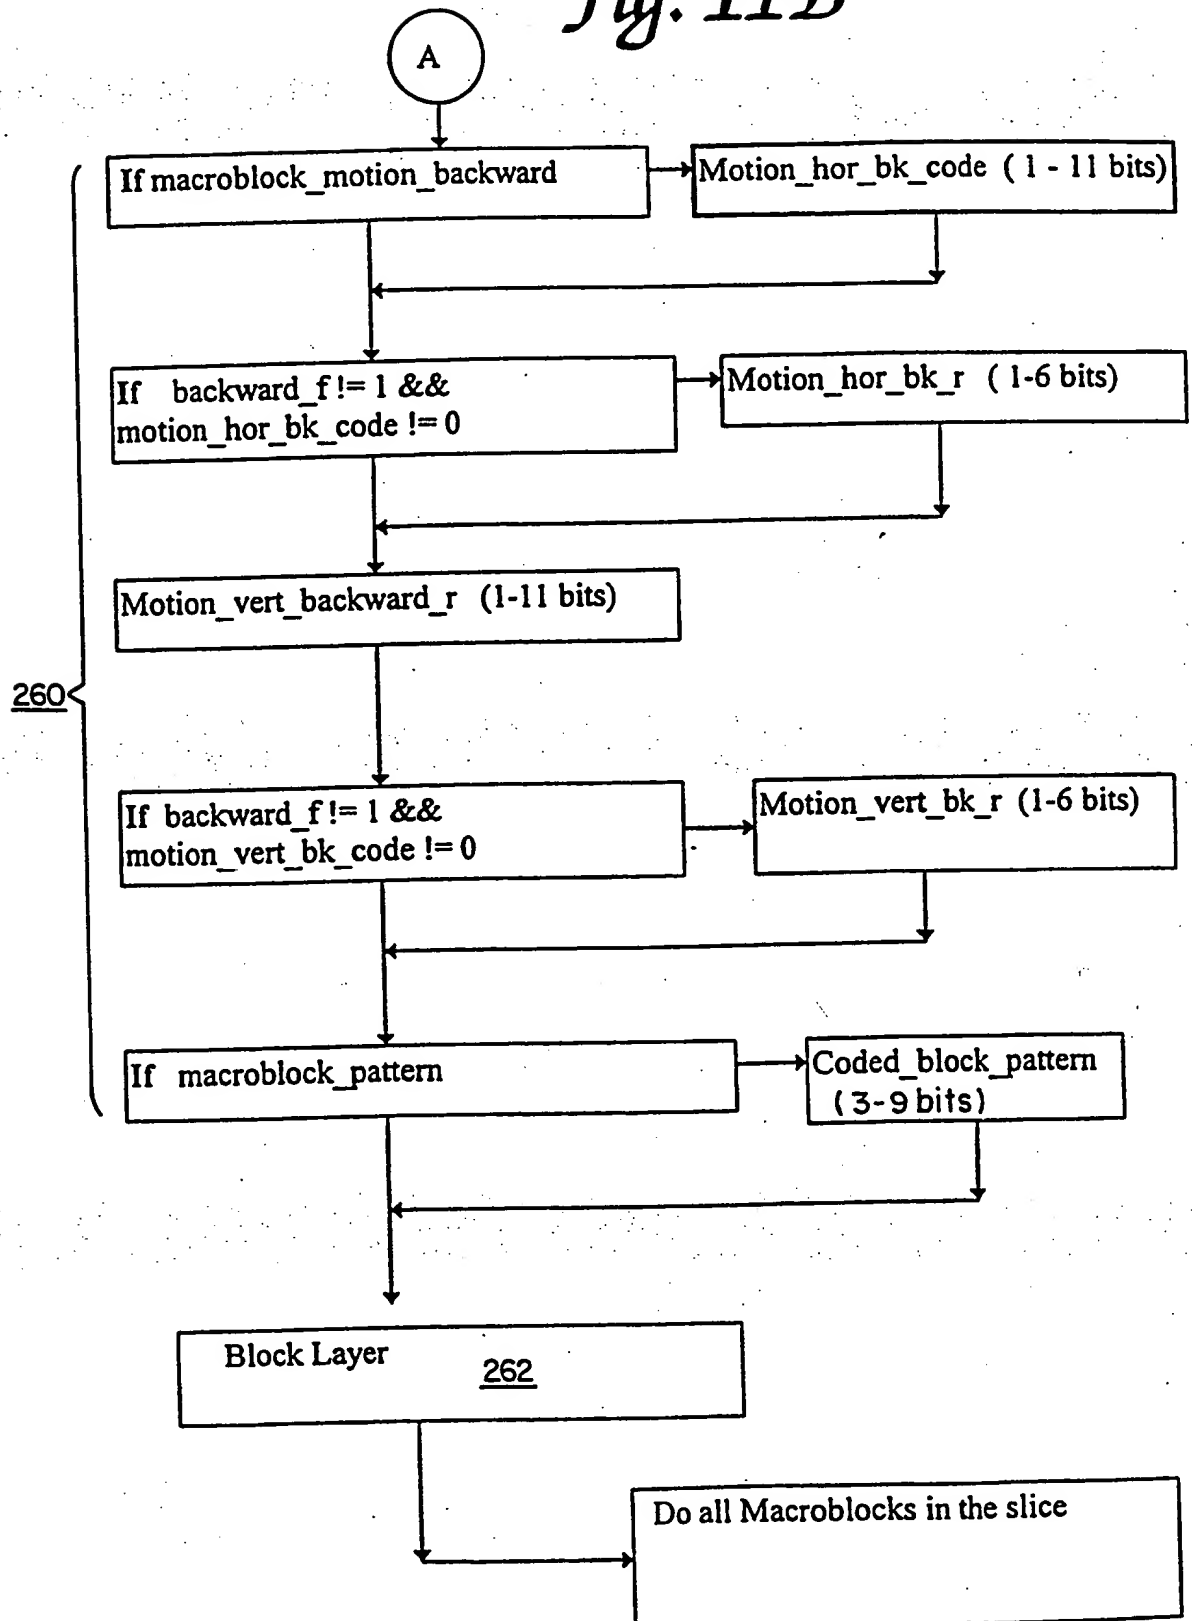 Fig. 11B
A
If macroblock_motion_backward
Motion_hor_bk_code ( 1 - 11 bits)
If backward_f != 1 &&
motion_hor_bk_code != 0
Motion_hor_bk_r ( 1-6 bits)
Motion_vert_backward_r (1-11 bits)
260
If backward_f != 1 &&
motion_vert_bk_code != 0
Motion_vert_bk_r (1-6 bits)
If macroblock_pattern
Coded_block_pattern
( 3-9 bits)
Block Layer
262
Do all Macroblocks in the slice